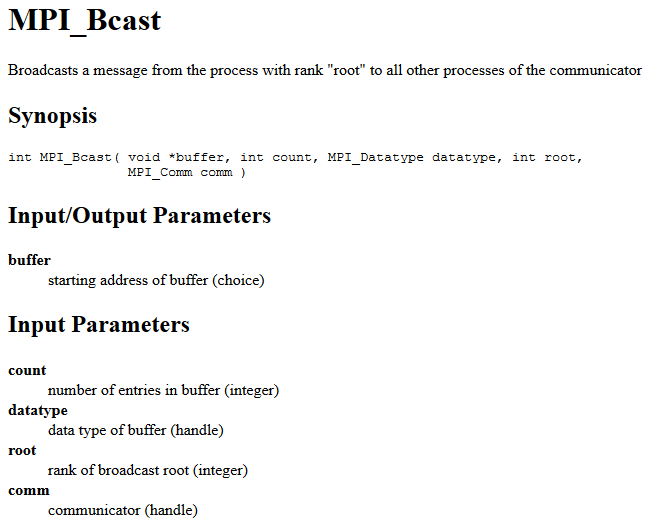 MPI_Bcast
Broadcasts a message from the process with rank "root" to all other processes of the communicator
Synopsis
int MPI_Bcast( void *buffer, int count, MPI_Datatype datatype, int root,
MPI_Comm comm )
Input/Output Parameters
buffer
starting address of buffer (choice)
Input Parameters
count
number of entries in buffer (integer)
datatype
data type of buffer (handle)
root
rank of broadcast root (integer)
comm
communicator (handle)